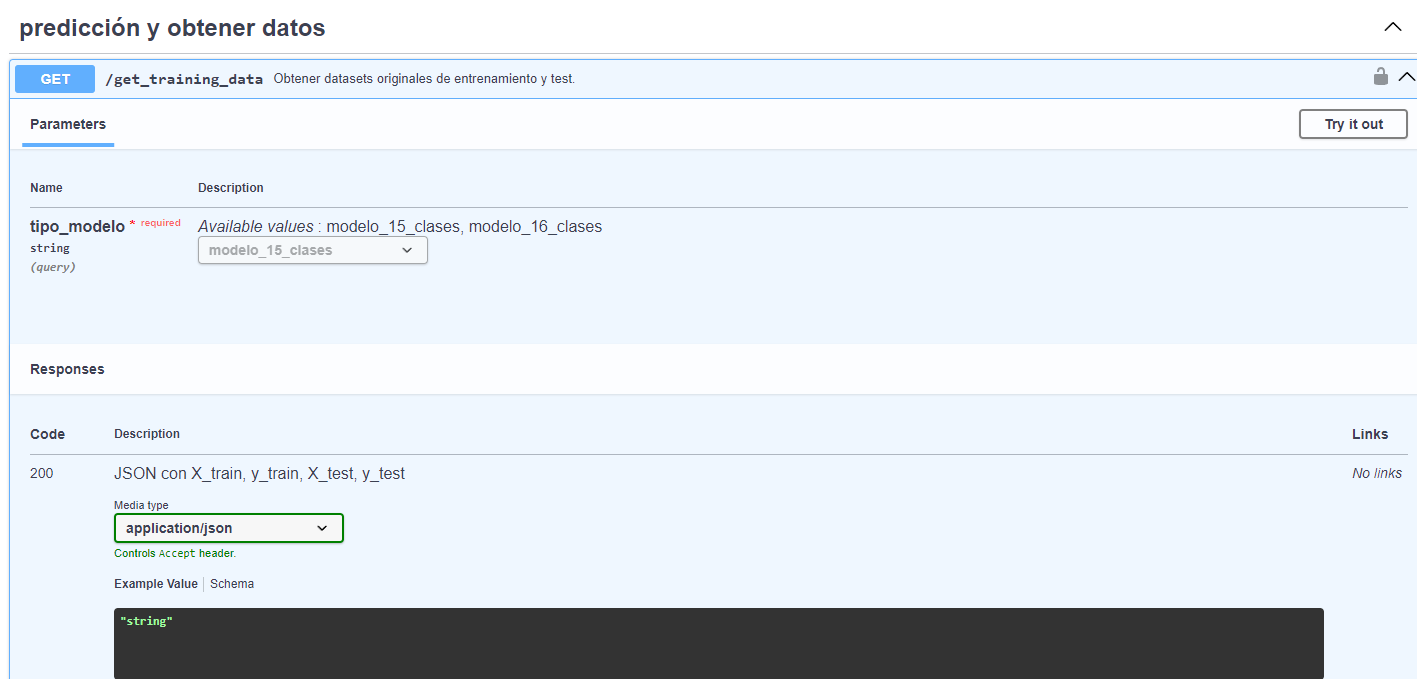 predicción y obtener datos
GET /get_training_data Obtener datasets originales de entrenamiento y test.
Parameters
Try it out
Name Description
tipo_modelo * required
string
(query)
Available values : modelo_15_clases, modelo_16_clases
modelo_15_clases
Responses
Code Description Links
200 JSON con X_train, y_train, X_test, y_test No links
Media type
application/json
Controls Accept header.
Example Value Schema
"string"